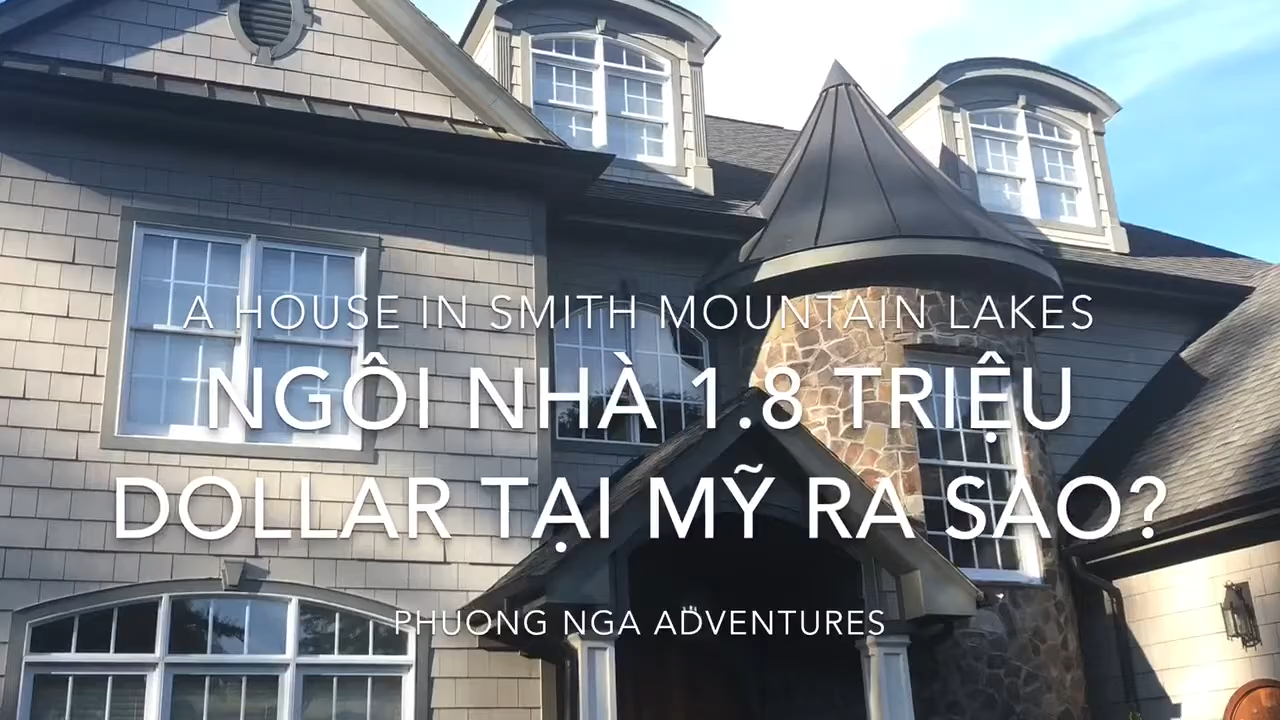 A HOUSE IN SMITH MOUNTAIN LAKES
NGÔI NHÀ 1.8 TRIỆU
DOLLAR TẠI MỸ RA SAO?
PHUONG NGA ADVENTURES